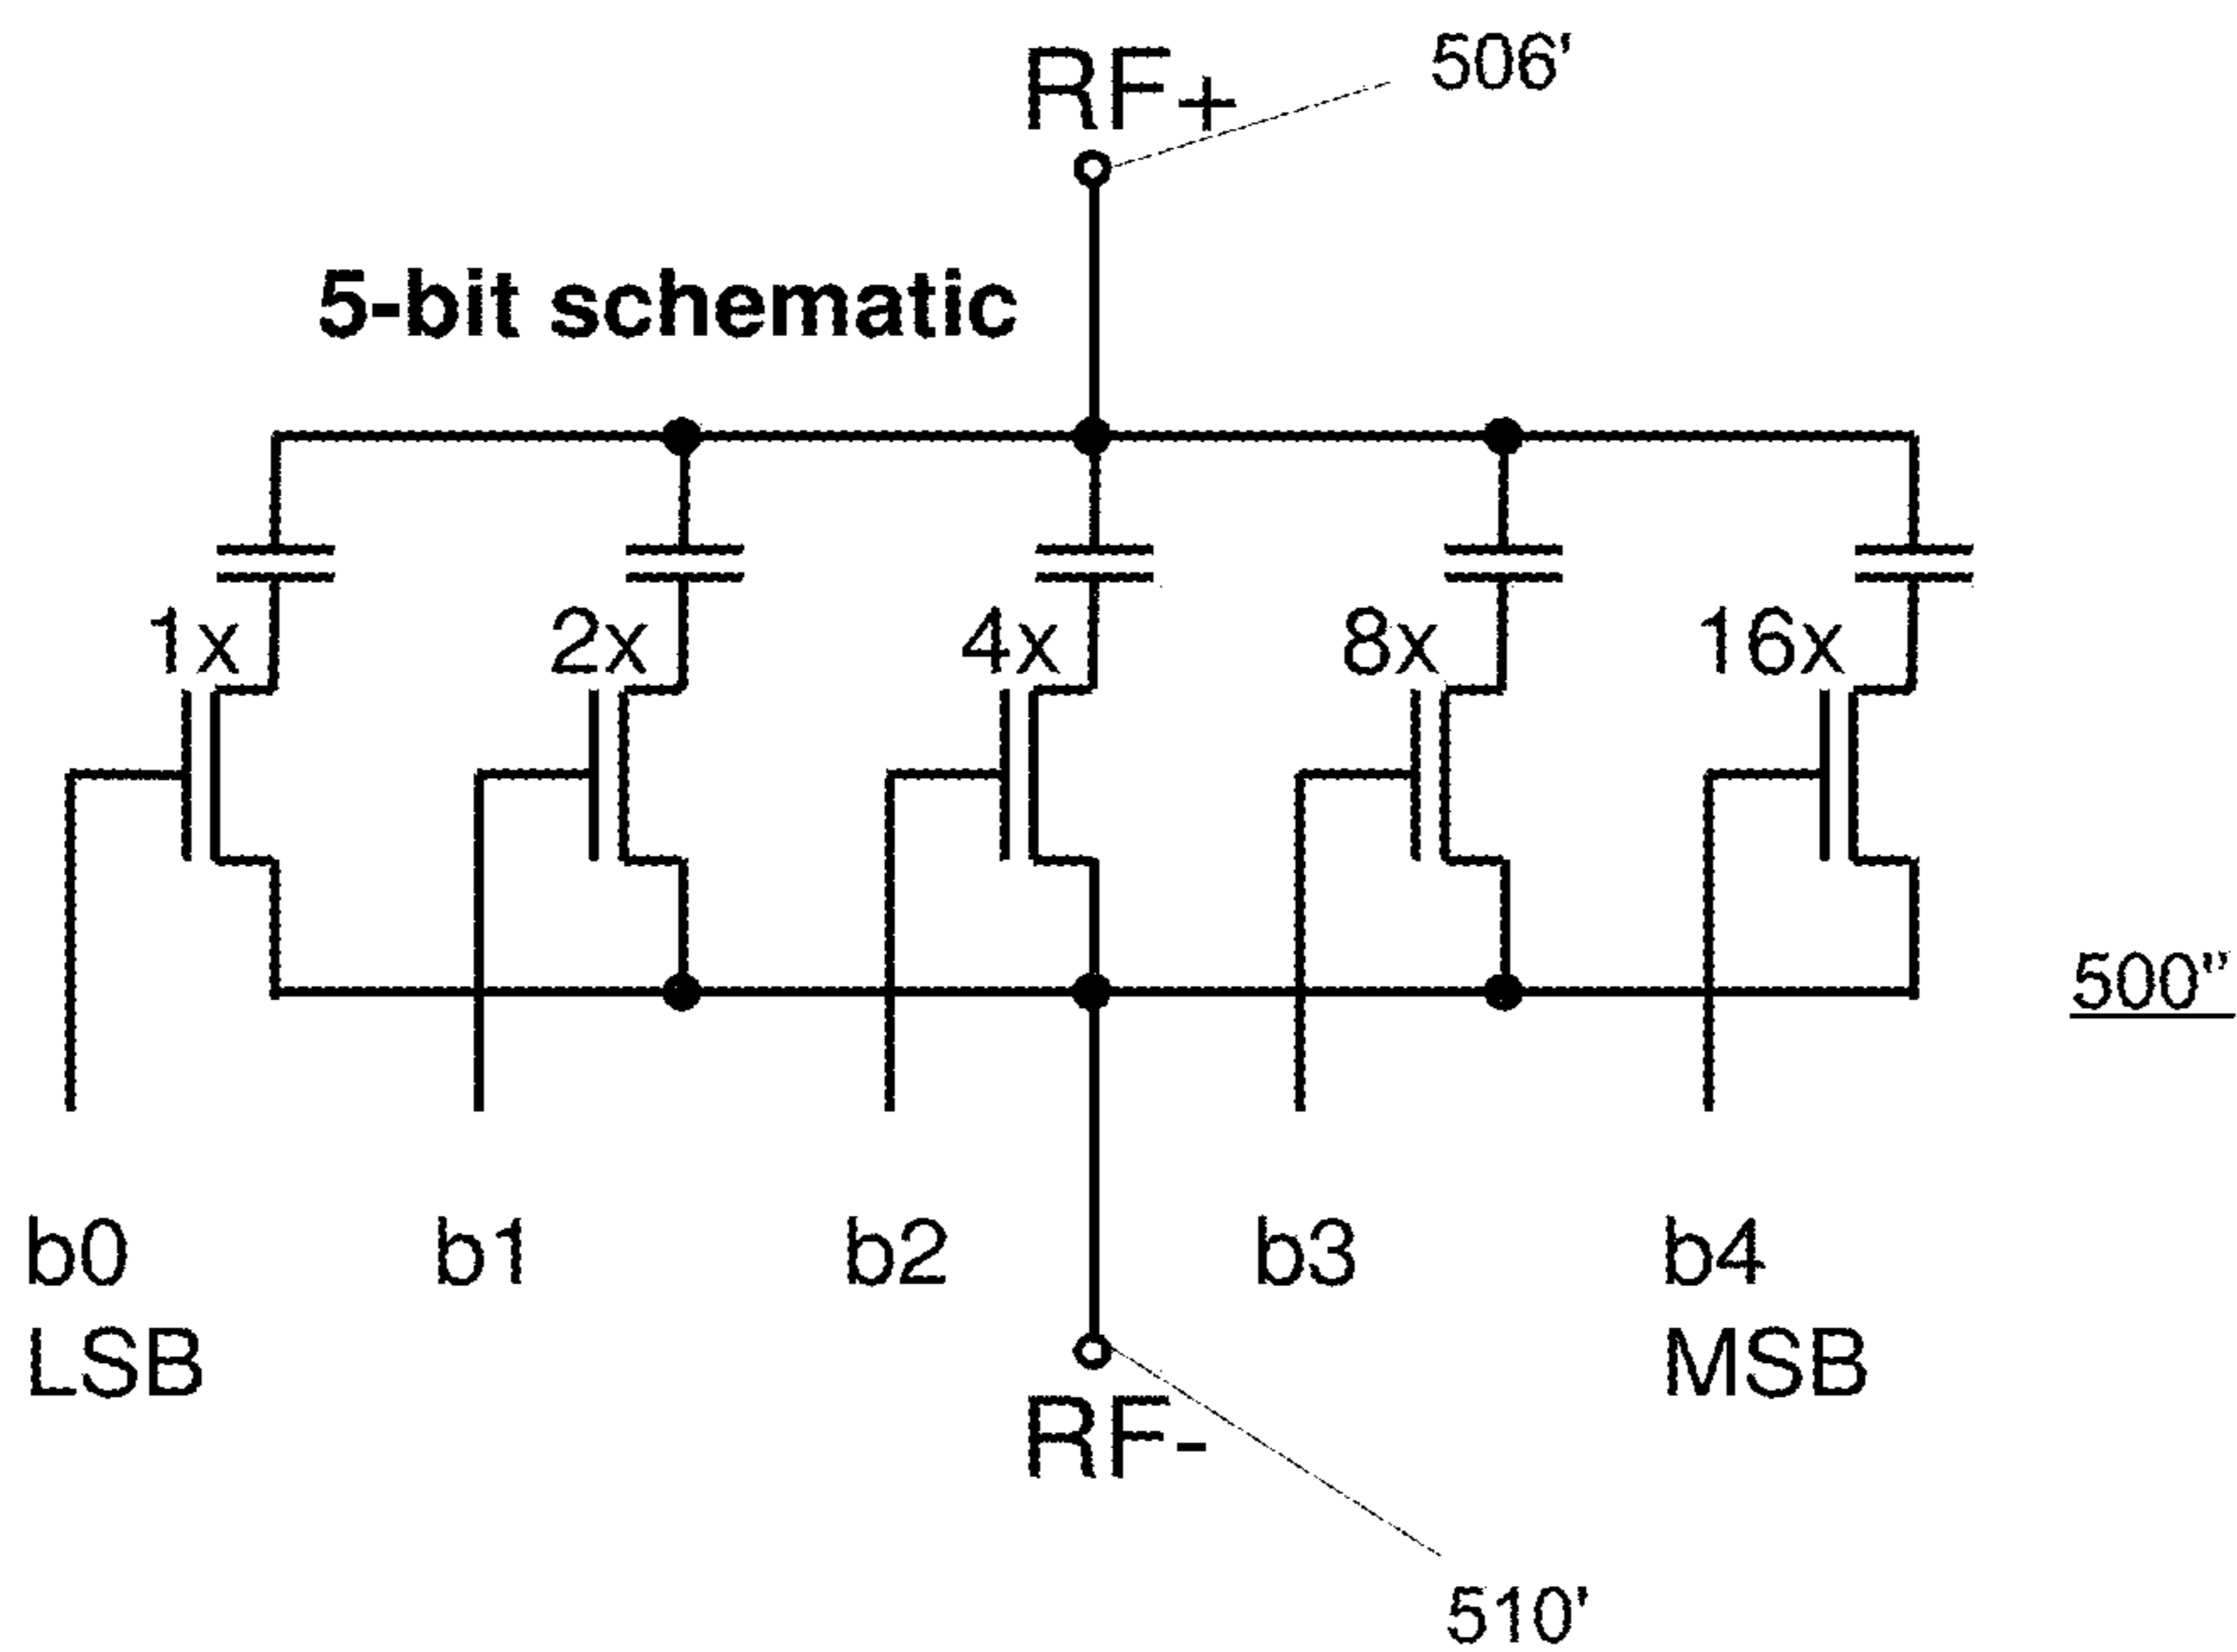 506'
RF+
5-bit schematic
1x 2x 4x 8x 16x
500"
b0 b1 b2 b3 b4
LSB MSB
RF-
510'